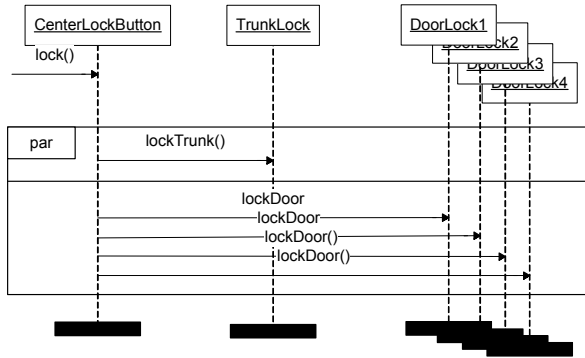 CenterLockButton
TrunkLock
DoorLock1
DoorLock2
DoorLock3
DoorLock4
lock()
par
lockTrunk()
lockDoor
lockDoor
lockDoor()
lockDoor()